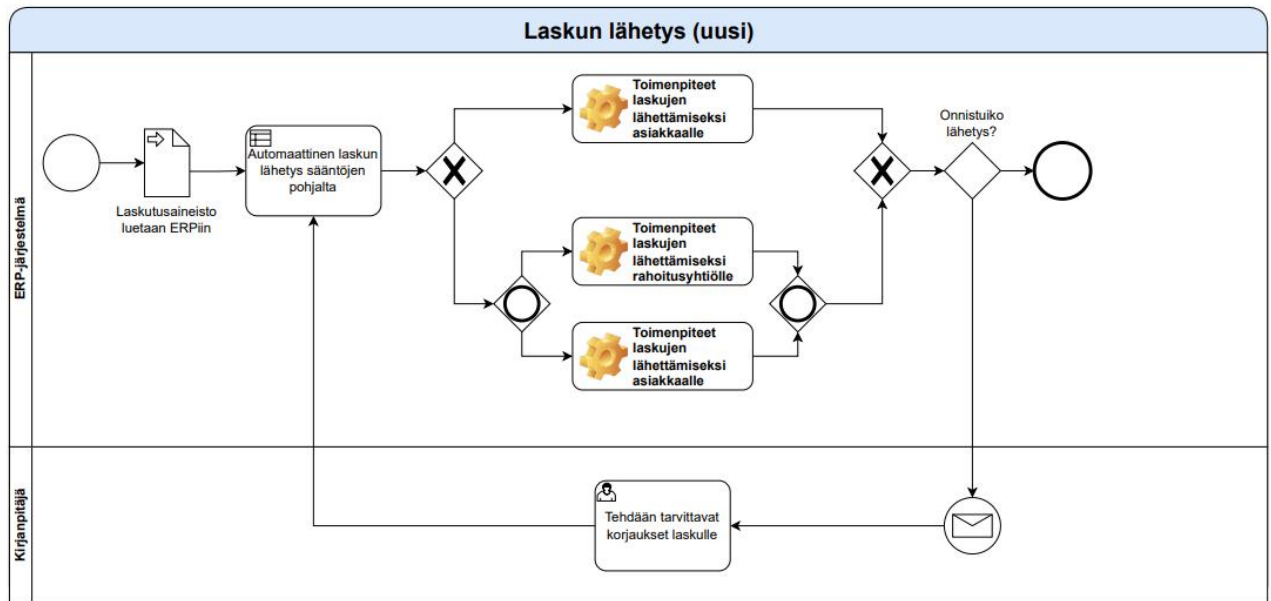 Laskun lähetys (uusi)
ERP-järjestelmä
Laskutusaineisto
luetaan ERPiin
Automaattinen laskun
lähetys sääntöjen
pohjalta
Toimenpiteet
laskujen
lähettämiseksi
asiakkaalle
Toimenpiteet
laskujen
lähettämiseksi
rahoitusyhtiölle
Toimenpiteet
laskujen
lähettämiseksi
asiakkaalle
Onnistuiko
lähetys?
Kirjanpitäjä
Tehdään tarvittavat
korjaukset laskulle